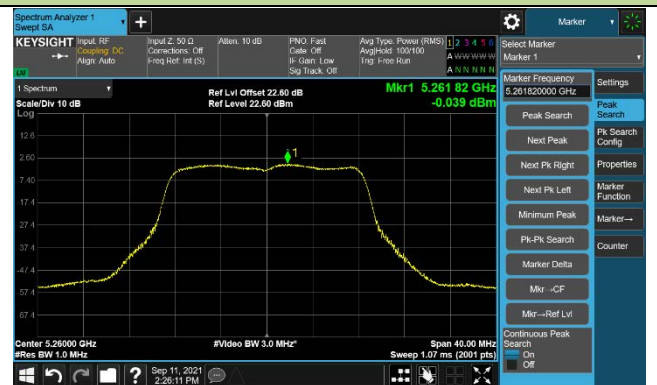 Spectrum Analyzer 1
Swept SA
Marker
KEYSIGHT
Input: RF
Coupling: DC
Align: Auto
Input Z: 50 Ω
Corrections: Off
Freq Ref: Int (S)
Atten: 10 dB
PNO: Fast
Gate: Off
IF Gain: Low
Sig Track: Off
Avg Type: Power (RMS)
Avg|Hold: 100/100
Trig: Free Run
1 2 3 4 5 6
A W W W W W
A N N N N N
LXI
Select Marker
Marker 1
1 Spectrum
Scale/Div 10 dB
Log
Ref Lvl Offset 22.60 dB
Ref Level 22.60 dBm
Mkr1 5.261 82 GHz
-0.039 dBm
1
12.6
2.60
-7.40
-17.4
-27.4
-37.4
-47.4
-57.4
-67.4
Center 5.26000 GHz
#Res BW 1.0 MHz
#Video BW 3.0 MHz*
Span 40.00 MHz
Sweep 1.07 ms (2001 pts)
Marker Frequency
5.261820000 GHz
Peak Search
Next Peak
Next Pk Right
Next Pk Left
Minimum Peak
Pk-Pk Search
Marker Delta
Mkr→CF
Mkr→Ref Lvl
Continuous Peak
Search
On
Off
Settings
Peak
Search
Pk Search
Config
Properties
Marker
Function
Marker→
Counter
?
Sep 11, 2021
2:26:11 PM